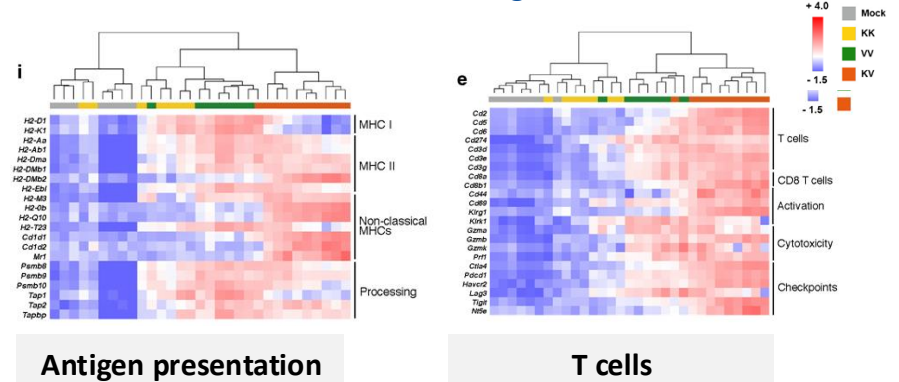 i
H2-D1
H2-K1
H2-Aa
H2-Ab1
H2-Dma
H2-DMb1
H2-DMb2
H2-Ebl
H2-M3
H2-0b
H2-Q10
H2-T23
Cd1d1
Cd1d2
Mr1
Psmb8
Psmb9
Psmb10
Tap1
Tap2
Tapbp
MHC I
MHC II
Non-classical
MHCs
Processing
Antigen presentation
e
Cd2
Cd5
Cd6
Cd274
Cd3d
Cd3e
Cd3g
Cd8a
Cd8b1
Cd44
Cd69
Klrg1
Klrk1
Gzma
Gzmb
Gzmk
Prf1
Ctla4
Pdcd1
Havcr2
Lag3
Tigit
Nt5e
T cells
CD8 T cells
Activation
Cytotoxicity
Checkpoints
T cells
+ 4.0
- 1.5
- 1.5
Mock
KK
VV
KV